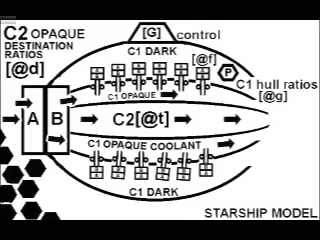 C2 OPAQUE
DESTINATION
RATIOS
[@d]
[G] control
C1 DARK
[@f]
P
C1 hull ratios
[@g]
C1 OPAQUE
A B
C2[@t]
C1 OPAQUE COOLANT
C1 DARK
STARSHIP MODEL